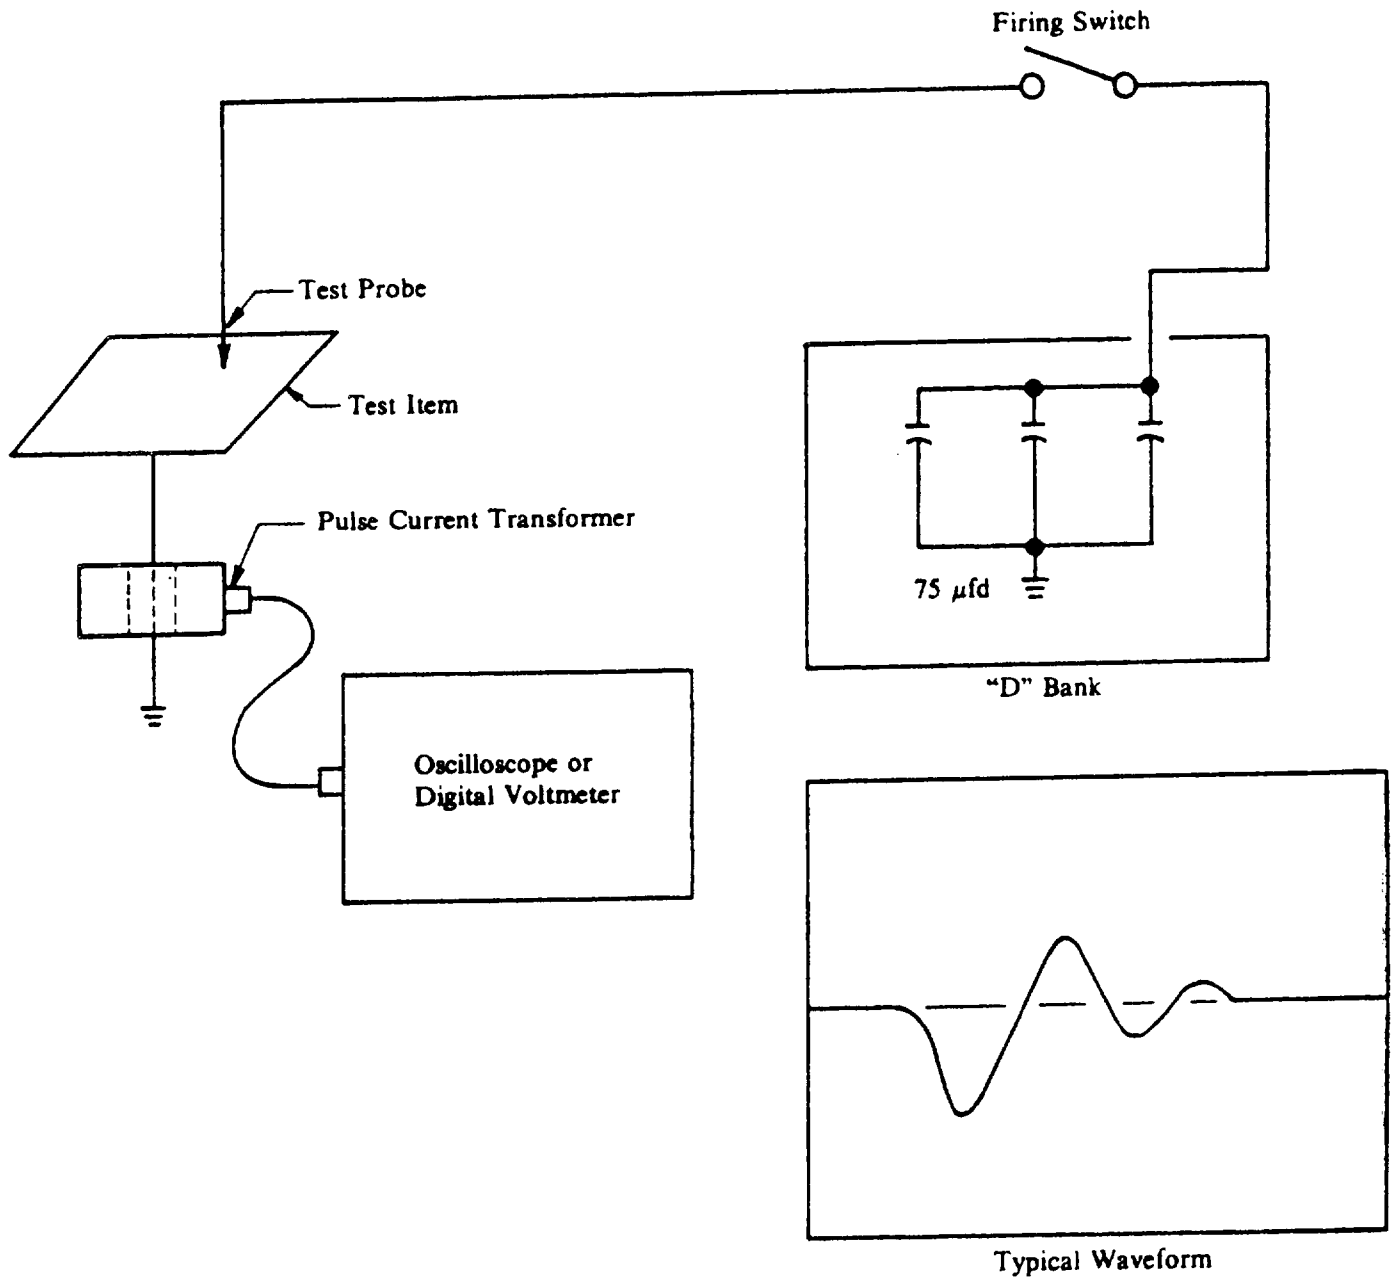 Firing Switch
Test Probe
Test Item
Pulse Current Transformer
75 μfd
"D" Bank
Oscilloscope or
Digital Voltmeter
Typical Waveform